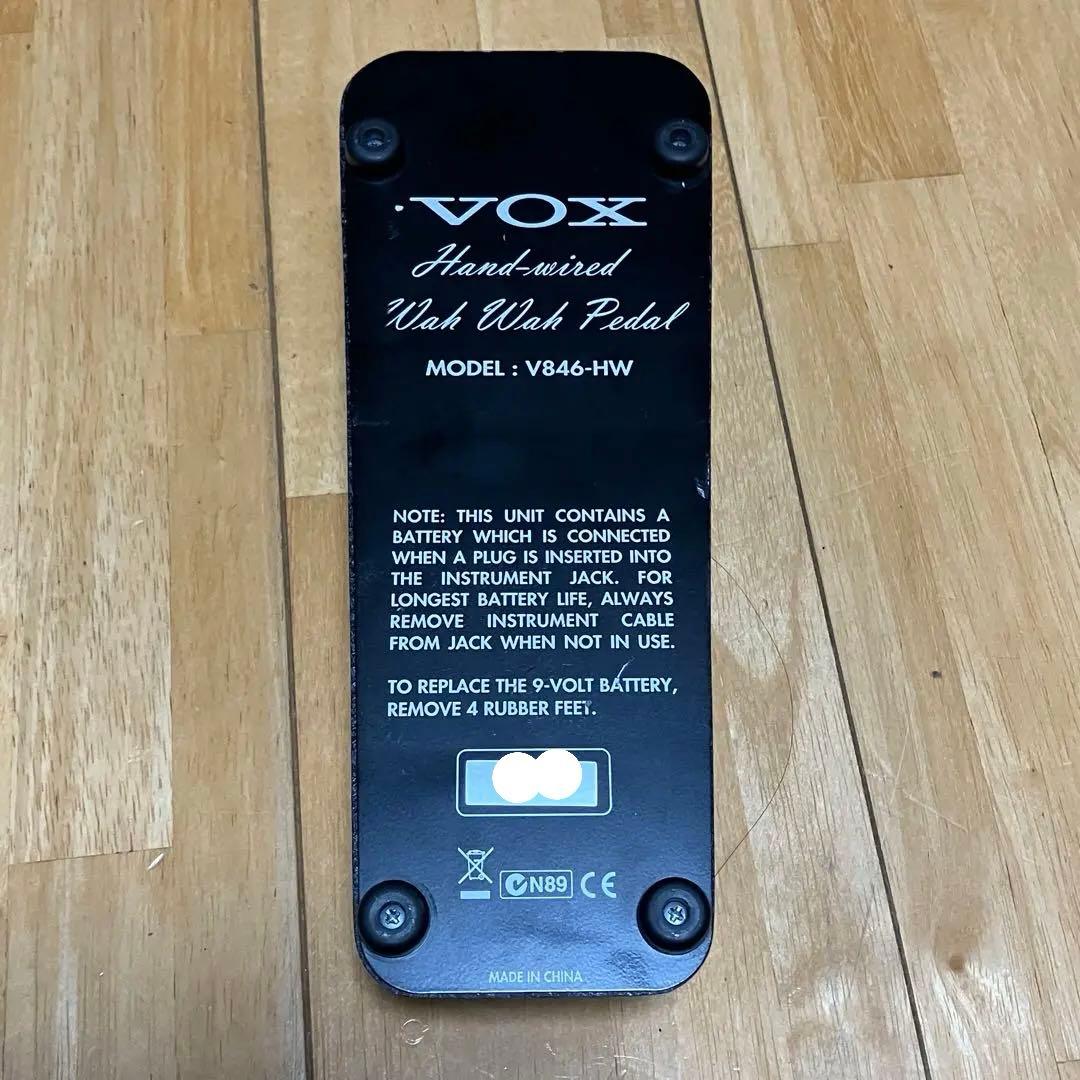 VOX
Hand-wired
Wah Wah Pedal
MODEL : V846-HW
NOTE: THIS UNIT CONTAINS A
BATTERY WHICH IS CONNECTED
WHEN A PLUG IS INSERTED INTO
THE INSTRUMENT JACK. FOR
LONGEST BATTERY LIFE, ALWAYS
REMOVE INSTRUMENT CABLE
FROM JACK WHEN NOT IN USE.
TO REPLACE THE 9-VOLT BATTERY,
REMOVE 4 RUBBER FEET.
N89 CE
MADE IN CHINA